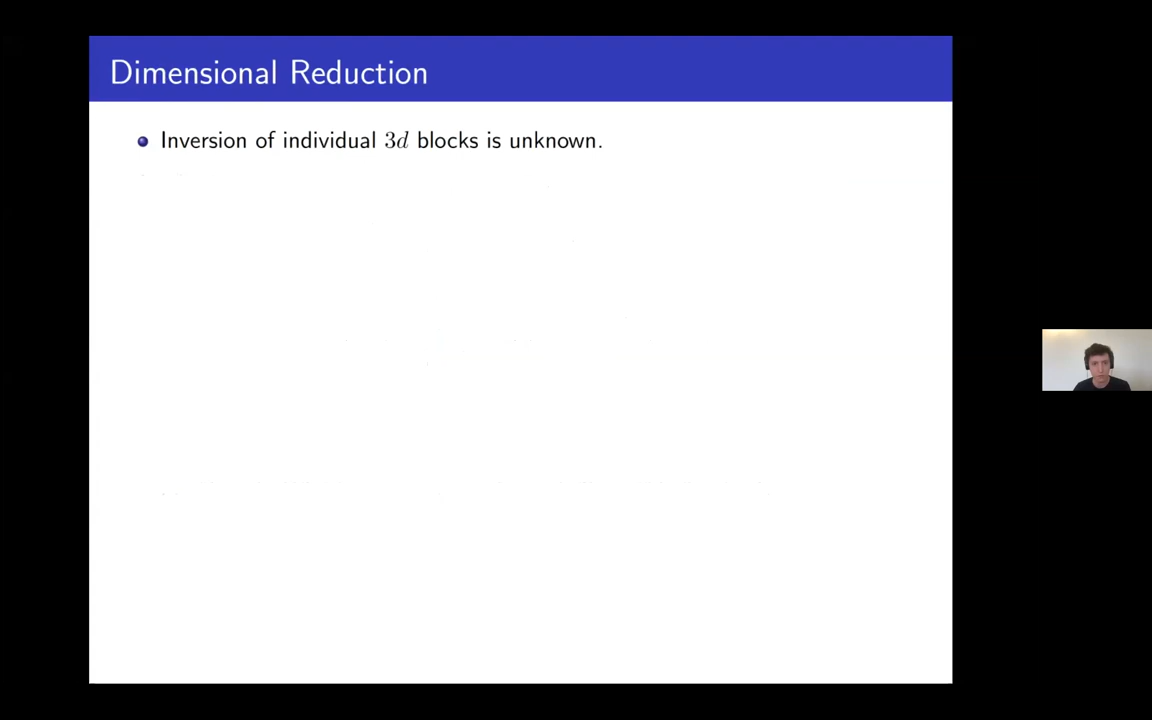 Dimensional Reduction
Inversion of individual 3d blocks is unknown.